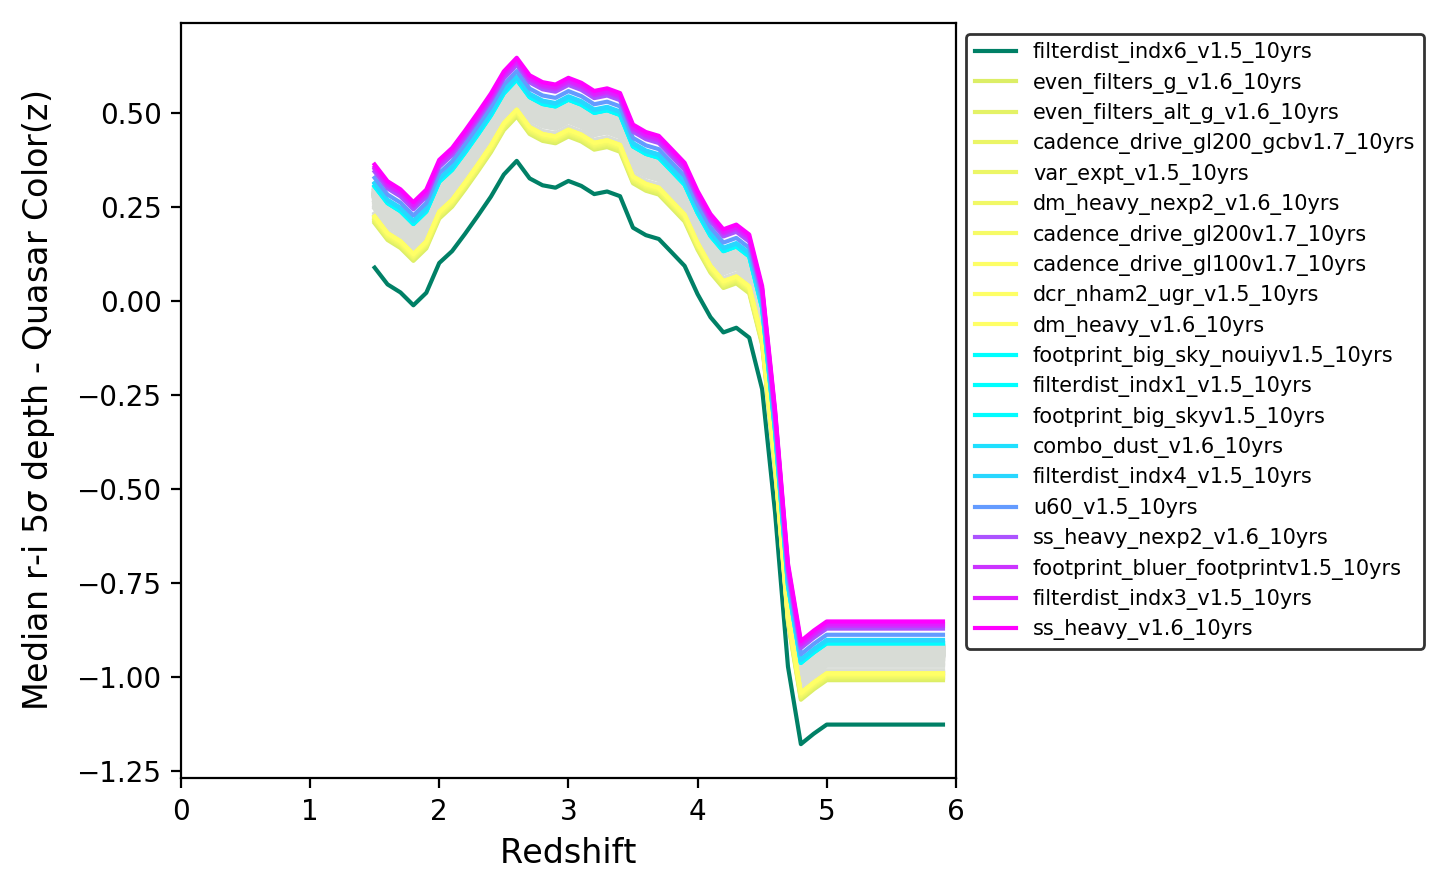 Median r-i 5σ depth - Quasar Color(z)
0.50
0.25
0.00
−0.25
−0.50
−0.75
−1.00
−1.25
0 1 2 3 4 5 6
Redshift
filterdist_indx6_v1.5_10yrs
even_filters_g_v1.6_10yrs
even_filters_alt_g_v1.6_10yrs
cadence_drive_gl200_gcbv1.7_10yrs
var_expt_v1.5_10yrs
dm_heavy_nexp2_v1.6_10yrs
cadence_drive_gl200v1.7_10yrs
cadence_drive_gl100v1.7_10yrs
dcr_nham2_ugr_v1.5_10yrs
dm_heavy_v1.6_10yrs
footprint_big_sky_nouiyv1.5_10yrs
filterdist_indx1_v1.5_10yrs
footprint_big_skyv1.5_10yrs
combo_dust_v1.6_10yrs
filterdist_indx4_v1.5_10yrs
u60_v1.5_10yrs
ss_heavy_nexp2_v1.6_10yrs
footprint_bluer_footprintv1.5_10yrs
filterdist_indx3_v1.5_10yrs
ss_heavy_v1.6_10yrs